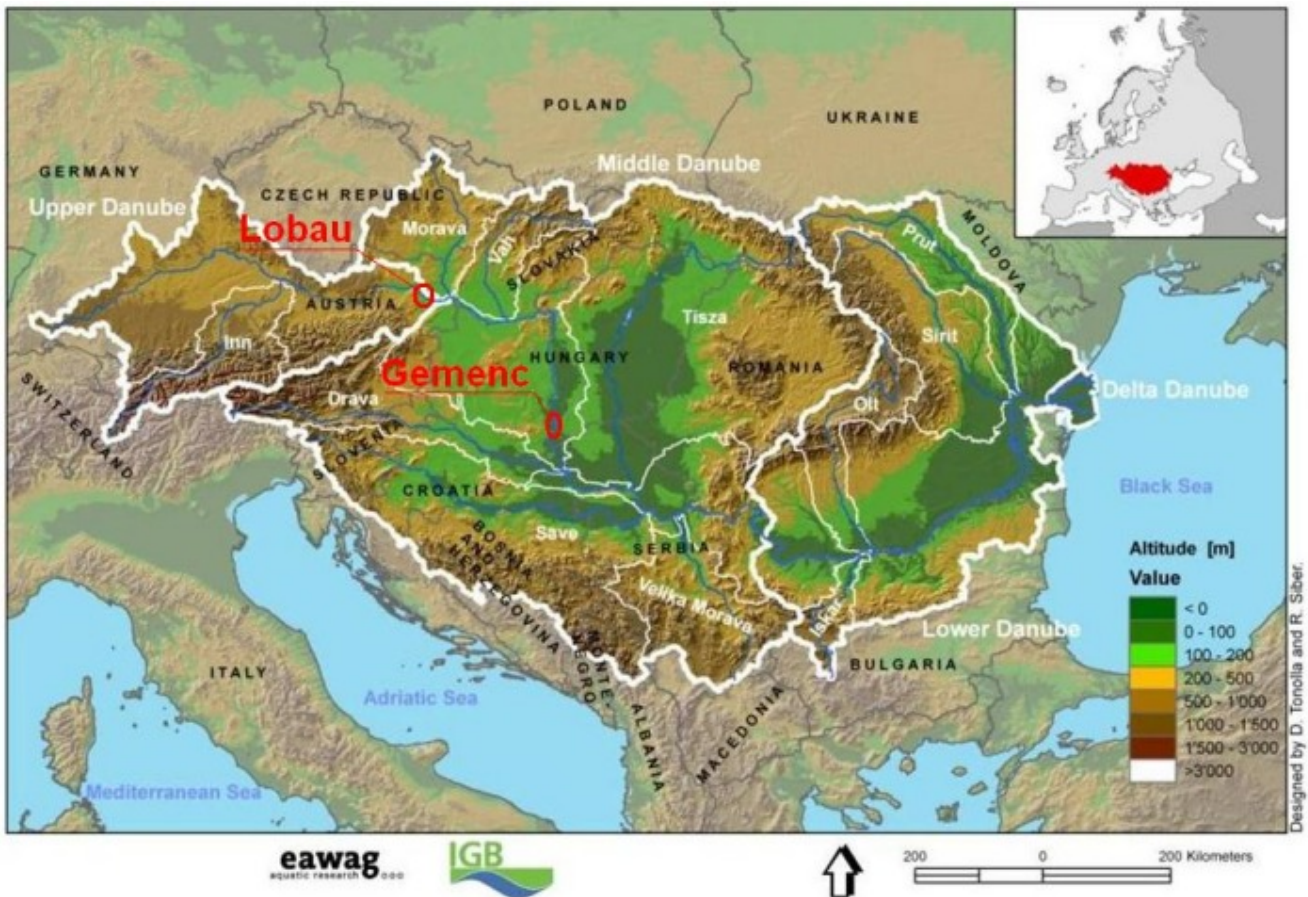 POLAND
UKRAINE
GERMANY
Middle Danube
CZECH REPUBLIC
Upper Danube
Lobau
Morava
Vah
SLOVAKIA
Prut
MOLDOVA
AUSTRIA
Inn
Tisza
Sirit
HUNGARY
Gemenc
ROMANIA
SWITZERLAND
Drava
Olt
Delta Danube
SLOVENIA
CROATIA
Black Sea
Save
SERBIA
BOSNIA
AND
HERZEGOVINA
Velika Morava
Iskar
Lower Danube
BULGARIA
ITALY
MONTE-
NEGRO
Adriatic Sea
ALBANIA
MACEDONIA
Mediterranean Sea
Altitude [m]
Value
< 0
0 - 100
100 - 200
200 - 500
500 - 1'000
1'000 - 1'500
1'500 - 3'000
>3'000
Designed by D. Tonolla and R. Siber.
eawag
aquatic research
IGB
200 0 200 Kilometers